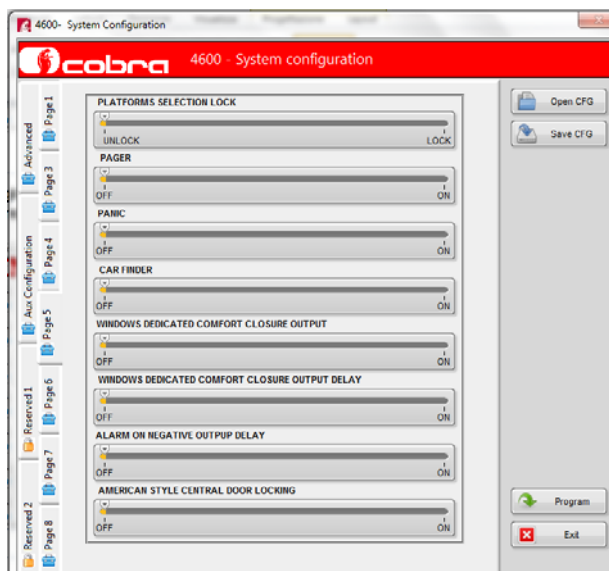 4600- System Configuration
cobra 4600 - System configuration
Advanced
Aux Configuration
Reserved 1
Reserved 2
Page 1
Page 3
Page 4
Page 5
Page 6
Page 7
Page 8
PLATFORMS SELECTION LOCK
UNLOCK LOCK
PAGER
OFF ON
PANIC
OFF ON
CAR FINDER
OFF ON
WINDOWS DEDICATED COMFORT CLOSURE OUTPUT
OFF ON
WINDOWS DEDICATED COMFORT CLOSURE OUTPUT DELAY
OFF ON
ALARM ON NEGATIVE OUTPUP DELAY
OFF ON
AMERICAN STYLE CENTRAL DOOR LOCKING
OFF ON
Open CFG
Save CFG
Program
Exit